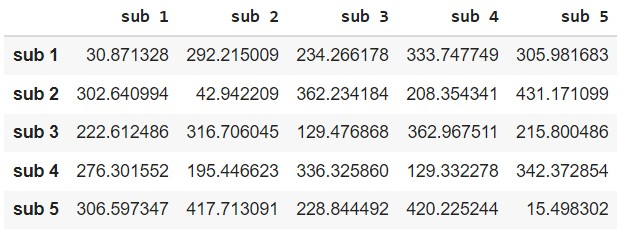 sub 1 sub 2 sub 3 sub 4 sub 5
sub 1 30.871328 292.215009 234.266178 333.747749 305.981683
sub 2 302.640994 42.942209 362.234184 208.354341 431.171099
sub 3 222.612486 316.706045 129.476868 362.967511 215.800486
sub 4 276.301552 195.446623 336.325860 129.332278 342.372854
sub 5 306.597347 417.713091 228.844492 420.225244 15.498302